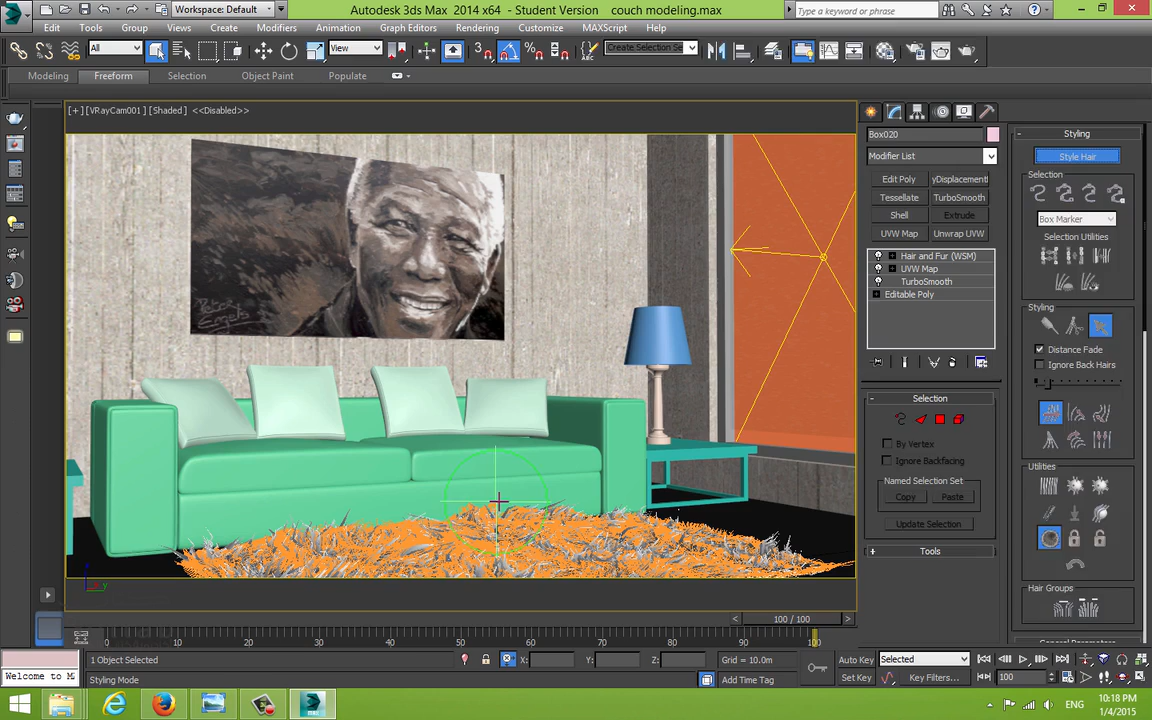 Workspace: Default
Autodesk 3ds Max 2014 x64 - Student Version couch modeling.max
Type a keyword or phrase
Edit Tools Group Views Create Modifiers Animation Graph Editors Rendering Customize MAXScript Help
All View Create Selection Se
Modeling Freeform Selection Object Paint Populate
[+] [VRayCam001] [Shaded] <<Disabled>>
Box020
Modifier List
Edit Poly yDisplacement
Tessellate TurboSmooth
Shell Extrude
UVW Map Unwrap UVW
Hair and Fur (WSM)
UVW Map
TurboSmooth
Editable Poly
Selection
By Vertex
Ignore Backfacing
Named Selection Set
Copy Paste
Update Selection
Tools
Styling
Style Hair
Selection
Box Marker
Selection Utilities
Styling
Distance Fade
Ignore Back Hairs
Utilities
Hair Groups
General Parameters
100 / 100
0 10 20 30 40 50 60 70 80 90 100
1 Object Selected X: Y: Z: Grid = 10.0m Auto Key Selected
Welcome to M Styling Mode Add Time Tag Set Key Key Filters... 100
ENG
10:18 PM
1/4/2015